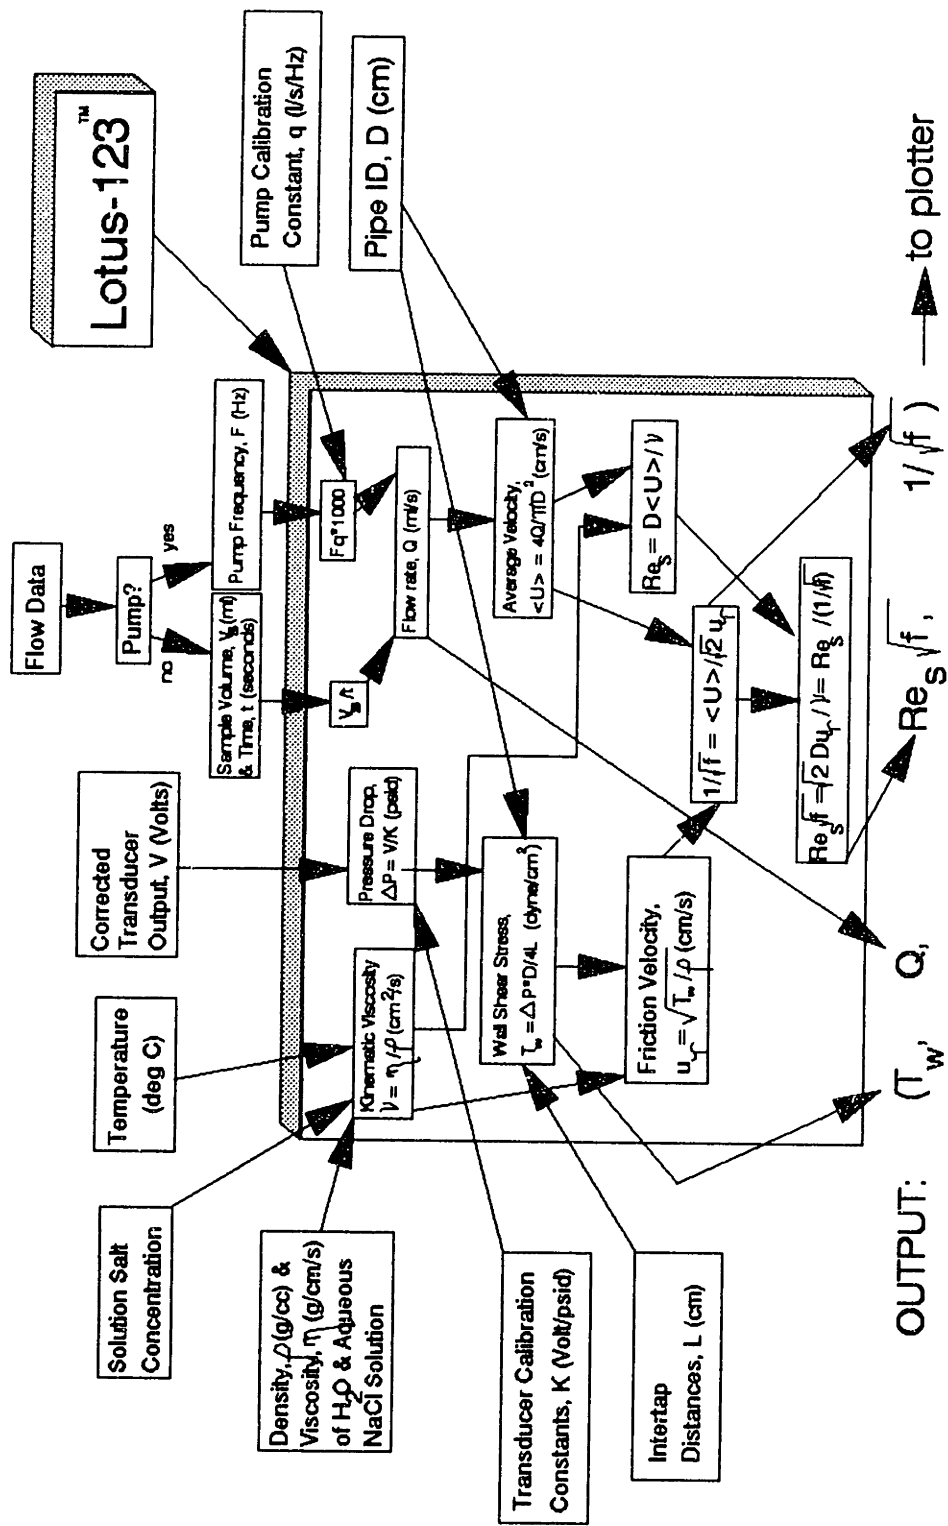 Flow Data
Pump?
no
yes
Sample Volume, Vs (ml)
& Time, t (seconds)
Pump Frequency, F (Hz)
Lotus-123™
Corrected
Transducer
Output, V (Volts)
Temperature
(deg C)
Solution Salt
Concentration
Density, ρ (g/cc) &
Viscosity, η (g/cm/s)
of H2O & Aqueous
NaCl Solution
Transducer Calibration
Constants, K (Volt/psid)
Intertap
Distances, L (cm)
Pump Calibration
Constant, q (l/s/Hz)
Pipe ID, D (cm)
Kinematic Viscosity
ν = η/ρ (cm²/s)
Pressure Drop,
ΔP = V/K (psid)
Vs/t
Fq*1000
Flow rate, Q (ml/s)
Wall Shear Stress,
Tw = ΔP*D/4L (dyne/cm²)
Average Velocity,
<U> = 4Q/πD² (cm/s)
Friction Velocity,
uτ = √Tw/ρ (cm/s)
Res = D<U>/ν
1/√f = <U>/√2 uτ
Res√f = √2 Duτ/ν = Res/(1/√f)
OUTPUT: (Tw, Q, Res√f, 1/√f) to plotter